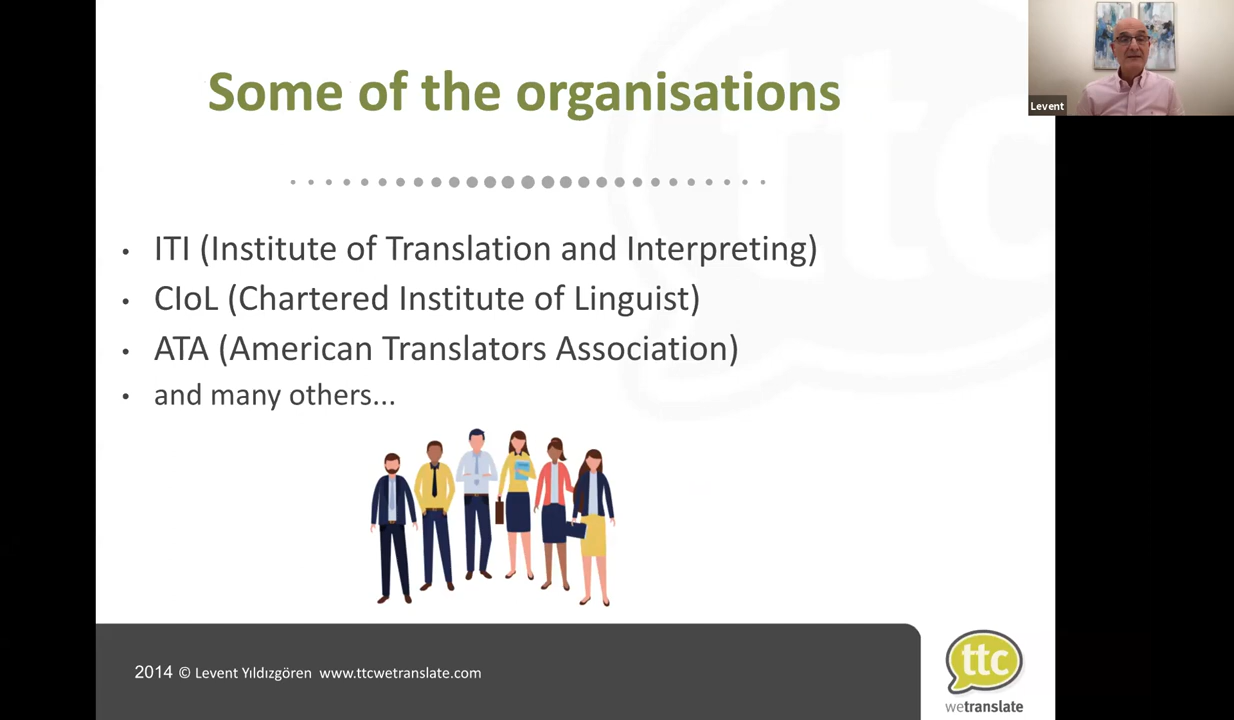 Some of the organisations
Levent
• ITI (Institute of Translation and Interpreting)
• CIoL (Chartered Institute of Linguist)
• ATA (American Translators Association)
• and many others...
2014 © Levent Yıldızgören www.ttcwetranslate.com
ttc
wetranslate